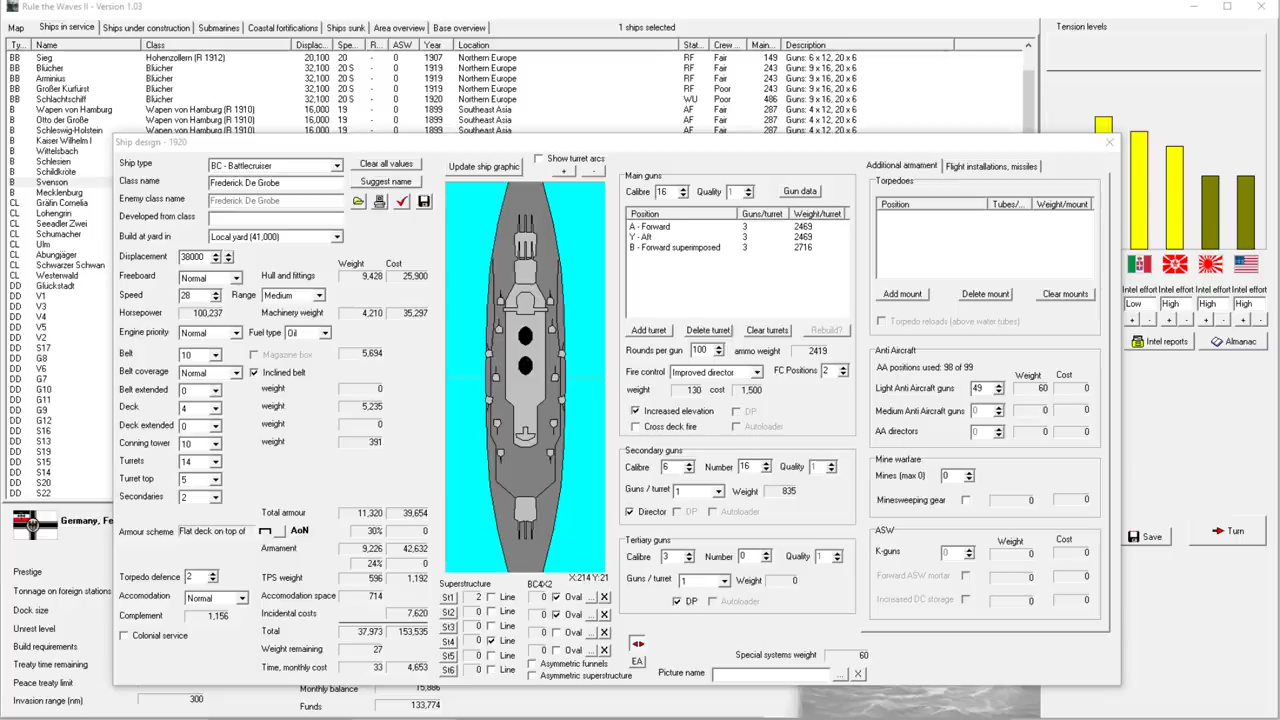 Rule the Waves II - Version 1.03
Map Ships in service Ships under construction Submarines Coastal fortifications Ships sunk Area overview Base overview 1 ships selected Tension levels
Ty... Name Class Displac... Spe... R... ASW Year Location Stat... Crew ... Main... Description
BB Sieg Hohenzollern (R 1912) 20,100 20 - 0 1907 Northern Europe RF Fair 149 Guns: 6 x 12, 20 x 6
BB Blücher Blücher 32,100 20 S - 0 1919 Northern Europe RF Fair 386 Guns: 9 x 16, 20 x 6
BB Arminius Blücher 32,100 20 S - 0 1919 Northern Europe RF Fair 386 Guns: 9 x 16, 20 x 6
BB Großer Kurfürst Blücher 32,100 20 S - 0 1919 Northern Europe RF Poor 386 Guns: 9 x 16, 20 x 6
BB Schlachtschiff Blücher 32,100 20 S - 0 1920 Northern Europe WU Poor 486 Guns: 9 x 16, 20 x 6
B Wapen von Hamburg Wapen von Hamburg (R 1910) 16,000 19 - 0 1899 Southeast Asia AF Fair 287 Guns: 4 x 12, 20 x 6
B Otto der Große Wapen von Hamburg (R 1910) 16,000 19 - 0 1899 Southeast Asia AF Fair 287 Guns: 4 x 12, 20 x 6
B Schleswig-Holstein Wapen von Hamburg (R 1910) 16,000 19 - 0 1899 Southeast Asia AF Fair 287 Guns: 4 x 12, 20 x 6
B Kaiser Wilhelm I
B Wittelsbach
B Schlesien
B Schildkröte
B Svenson
B Mecklenburg
CL Gräfin Cornelia
CL Lohengrin
CL Seeadler Zwei
CL Schumacher
CL Ulm
CL Abungjäger
CL Schwarzer Schwan
CL Westerwald
DD Glückstadt
DD V1
DD V3
DD V4
DD V2
DD S17
DD G8
DD V6
DD G7
DD G10
DD G11
DD G9
DD G12
DD S16
DD S13
DD S19
DD S15
DD S14
DD S20
DD S22
Germany, Fe
Prestige
Tonnage on foreign stations
Dock size
Unrest level
Build requirements
Treaty time remaining
Peace treaty limit
Invasion range (nm) 300
Monthly balance 15,886
Funds 133,774
Ship design - 1920
Ship type BC - Battlecruiser Clear all values
Class name Frederick De Grobe Suggest name
Enemy class name Frederick De Grobe
Developed from class
Build at yard in Local yard (41,000)
Displacement 38000 Weight Cost
Freeboard Normal Hull and fittings 9,428 25,900
Speed 28 Range Medium
Horsepower 100,237 Machinery weight 4,210 35,297
Engine priority Normal Fuel type Oil
Belt 10 Magazine box 5,694
Belt coverage Normal Inclined belt
Belt extended 0 weight 0
Deck 4 weight 5,235
Deck extended 0 weight 0
Conning tower 10 weight 391
Turrets 14
Turret top 5
Secondaries 2
Total armour 11,320 39,654
Armour scheme Flat deck on top of AoN 30% 0
Armament 9,226 42,632
24% 0
Torpedo defence 2 TPS weight 596 1,192
Accomodation Normal Accomodation space 714
Complement 1,156 Incidental costs 7,620
Colonial service Total 37,973 153,535
Weight remaining 27
Time, monthly cost 33 4,653
Update ship graphic Show turret arcs
+ -
Superstructure BC4X2 X:214 Y:21
St1 2 Line 0 Oval ... X
St2 0 Line 0 Oval ... X
St3 0 Line 0 Oval ... X
St4 0 Line 0 Oval ... X
St5 0 Line Asymmetric funnels
St6 0 Line Asymmetric superstructure
Main guns
Calibre 16 Quality 1 Gun data
Position Guns/turret Weight/turret
A - Forward 3 2469
Y - Aft 3 2469
B - Forward superimposed 3 2716
Add turret Delete turret Clear turrets Rebuild?
Rounds per gun 100 ammo weight 2419
Fire control Improved director FC Positions 2
weight 130 cost 1,500
Increased elevation DP
Cross deck fire Autoloader
Secondary guns
Calibre 6 Number 16 Quality 1
Guns / turret 1 Weight 835
Director DP Autoloader
Tertiary guns
Calibre 3 Number 0 Quality 1
Guns / turret 1 Weight 0
DP Autoloader
EA Special systems weight 60
Picture name ... X
Additional armament Flight installations, missiles
Torpedoes
Position Tubes/... Weight/mount
Add mount Delete mount Clear mounts
Torpedo reloads (above water tubes)
Anti Aircraft
AA positions used: 98 of 99
Weight Cost
Light Anti Aircraft guns 49 60 0
Medium Anti Aircraft guns 0 0 0
AA directors 0 0 0
Mine warfare
Mines (max 0) 0
Minesweeping gear 0 0
ASW Weight Cost
K-guns 0 0 0
Forward ASW mortar 0 0
Increased DC storage 0 0
Intel effort Intel effort Intel effort Intel effort
Low High High High
+ - + - + - + -
Intel reports Almanac
Save Turn